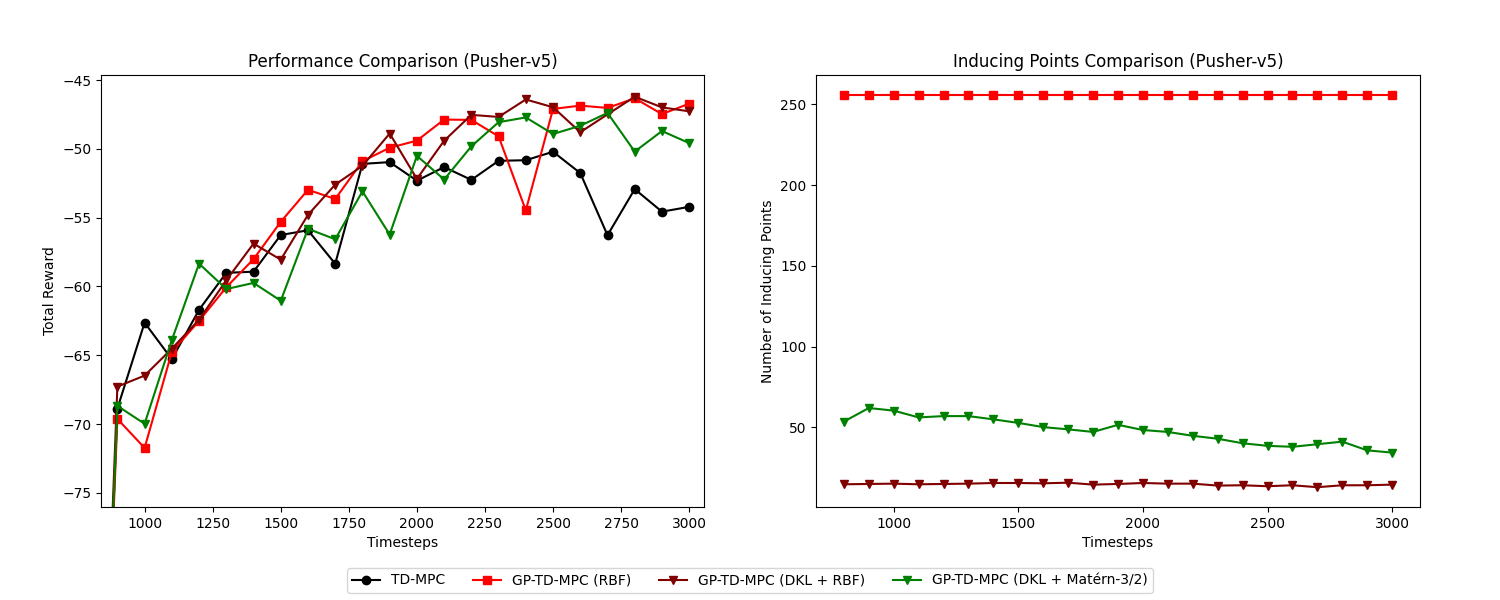 Performance Comparison (Pusher-v5)
Total Reward
−45
−50
−55
−60
−65
−70
−75
1000 1250 1500 1750 2000 2250 2500 2750 3000
Timesteps
Inducing Points Comparison (Pusher-v5)
Number of Inducing Points
250
200
150
100
50
1000 1500 2000 2500 3000
Timesteps
TD-MPC GP-TD-MPC (RBF) GP-TD-MPC (DKL + RBF) GP-TD-MPC (DKL + Matérn-3/2)